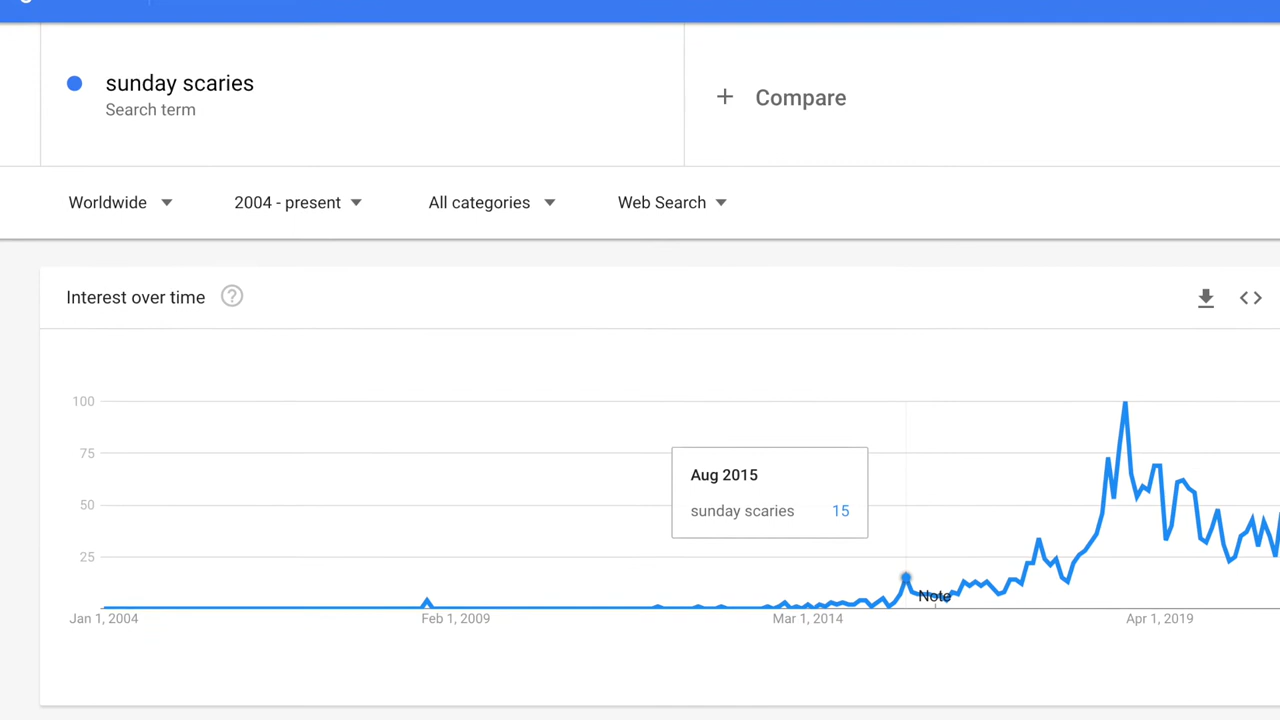 sunday scaries
Search term
+ Compare
Worldwide
2004 - present
All categories
Web Search
Interest over time ?
100
75
50
25
Aug 2015
sunday scaries 15
Note
Jan 1, 2004
Feb 1, 2009
Mar 1, 2014
Apr 1, 2019